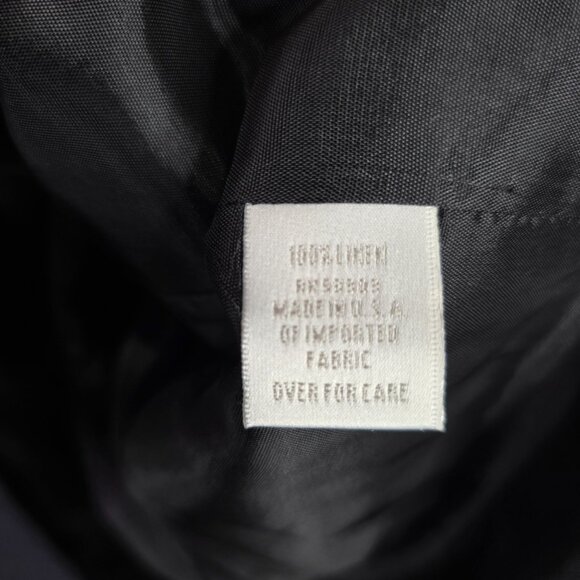 100% LINEN
MADE IN U.S.A.
OF IMPORTED
FABRIC
OVER FOR CARE